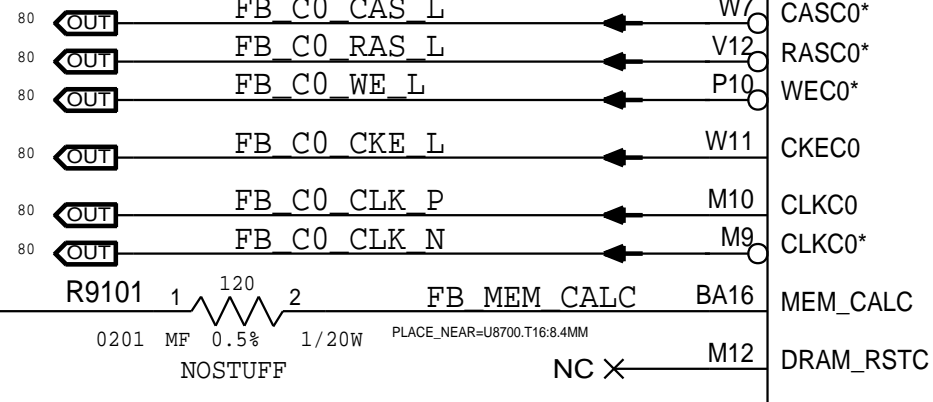 80 OUT FB_C0_CAS_L W7 CASC0*
80 OUT FB_C0_RAS_L V12 RASC0*
80 OUT FB_C0_WE_L P10 WEC0*
80 OUT FB_C0_CKE_L W11 CKEC0
80 OUT FB_C0_CLK_P M10 CLKC0
80 OUT FB_C0_CLK_N M9 CLKC0*
R9101 1 120 2 FB_MEM_CALC BA16 MEM_CALC
0201 MF 0.5% 1/20W PLACE_NEAR=U8700.T16:8.4MM
NOSTUFF NC M12 DRAM_RSTC